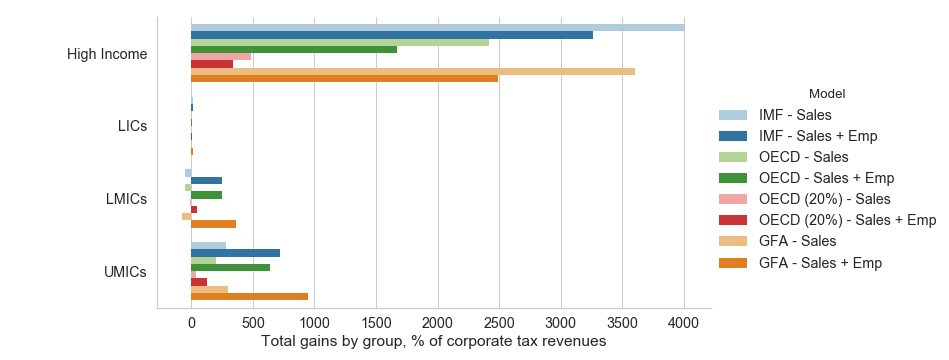 High Income
LICs
LMICs
UMICs
0 500 1000 1500 2000 2500 3000 3500 4000
Total gains by group, % of corporate tax revenues
Model
IMF - Sales
IMF - Sales + Emp
OECD - Sales
OECD - Sales + Emp
OECD (20%) - Sales
OECD (20%) - Sales + Emp
GFA - Sales
GFA - Sales + Emp